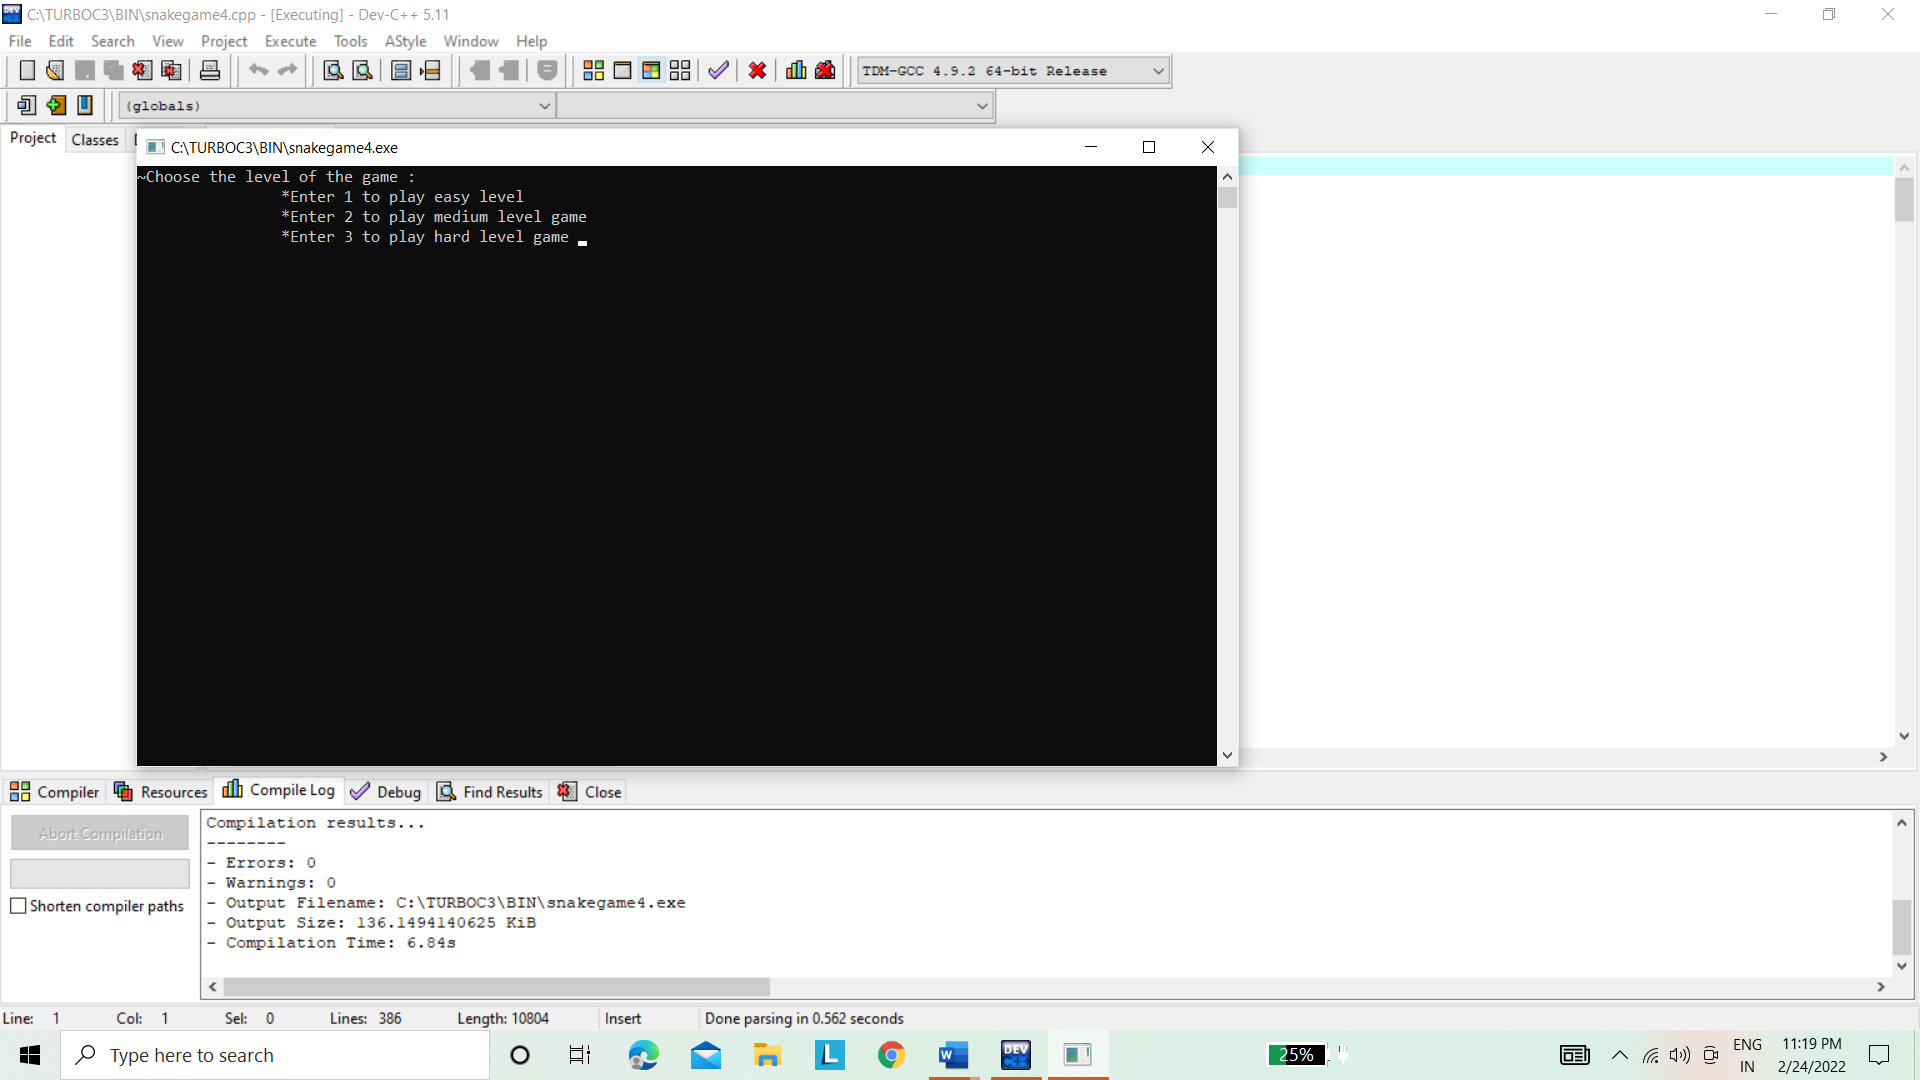 C:\TURBOC3\BIN\snakegame4.cpp - [Executing] - Dev-C++ 5.11
File Edit Search View Project Execute Tools AStyle Window Help
TDM-GCC 4.9.2 64-bit Release
(globals)
Project Classes
C:\TURBOC3\BIN\snakegame4.exe
~Choose the level of the game :
*Enter 1 to play easy level
*Enter 2 to play medium level game
*Enter 3 to play hard level game
Compiler Resources Compile Log Debug Find Results Close
Abort Compilation
Shorten compiler paths
Compilation results...
--------
- Errors: 0
- Warnings: 0
- Output Filename: C:\TURBOC3\BIN\snakegame4.exe
- Output Size: 136.1494140625 KiB
- Compilation Time: 6.84s
Line: 1 Col: 1 Sel: 0 Lines: 386 Length: 10804 Insert Done parsing in 0.562 seconds
Type here to search
L
W
DEV C++
25%
ENG
IN
11:19 PM
2/24/2022